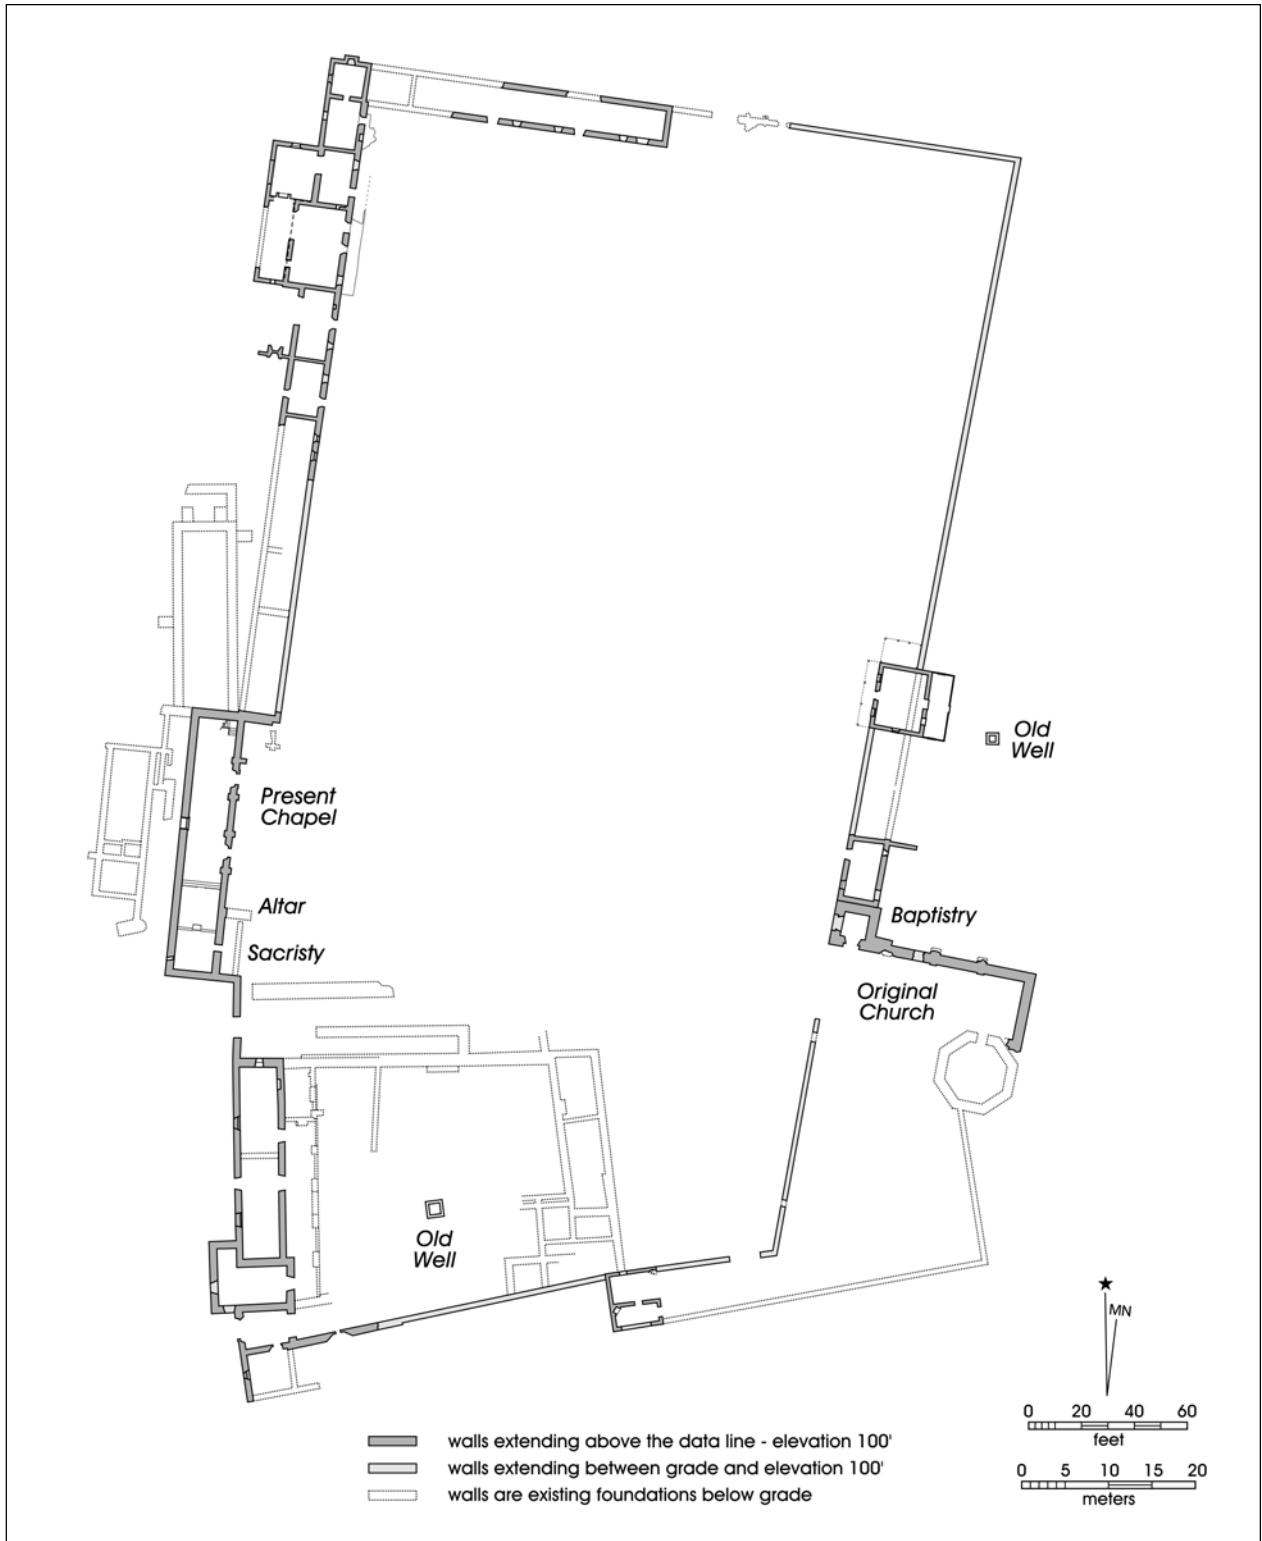 Old
Well
Present
Chapel
Altar
Baptistry
Sacristy
Original
Church
Old
Well
MN
0 20 40 60
feet
0 5 10 15 20
meters
walls extending above the data line - elevation 100'
walls extending between grade and elevation 100'
walls are existing foundations below grade